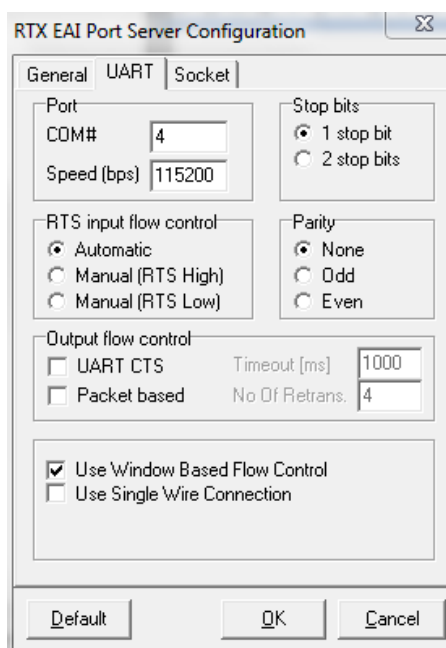 RTX EAI Port Server Configuration
General UART Socket
Port
COM# 4
Speed (bps) 115200
Stop bits
1 stop bit
2 stop bits
RTS input flow control
Automatic
Manual (RTS High)
Manual (RTS Low)
Parity
None
Odd
Even
Output flow control
UART CTS Timeout [ms] 1000
Packet based No Of Retrans. 4
Use Window Based Flow Control
Use Single Wire Connection
Default OK Cancel